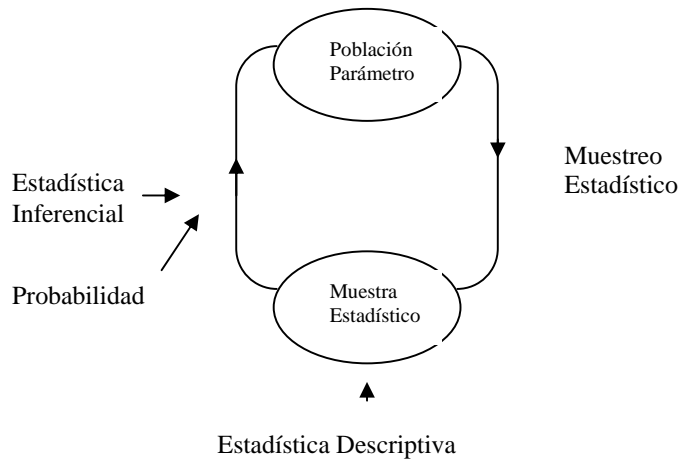 Población
Parámetro
Muestreo
Estadístico
Estadística
Inferencial
Probabilidad
Muestra
Estadístico
Estadística Descriptiva